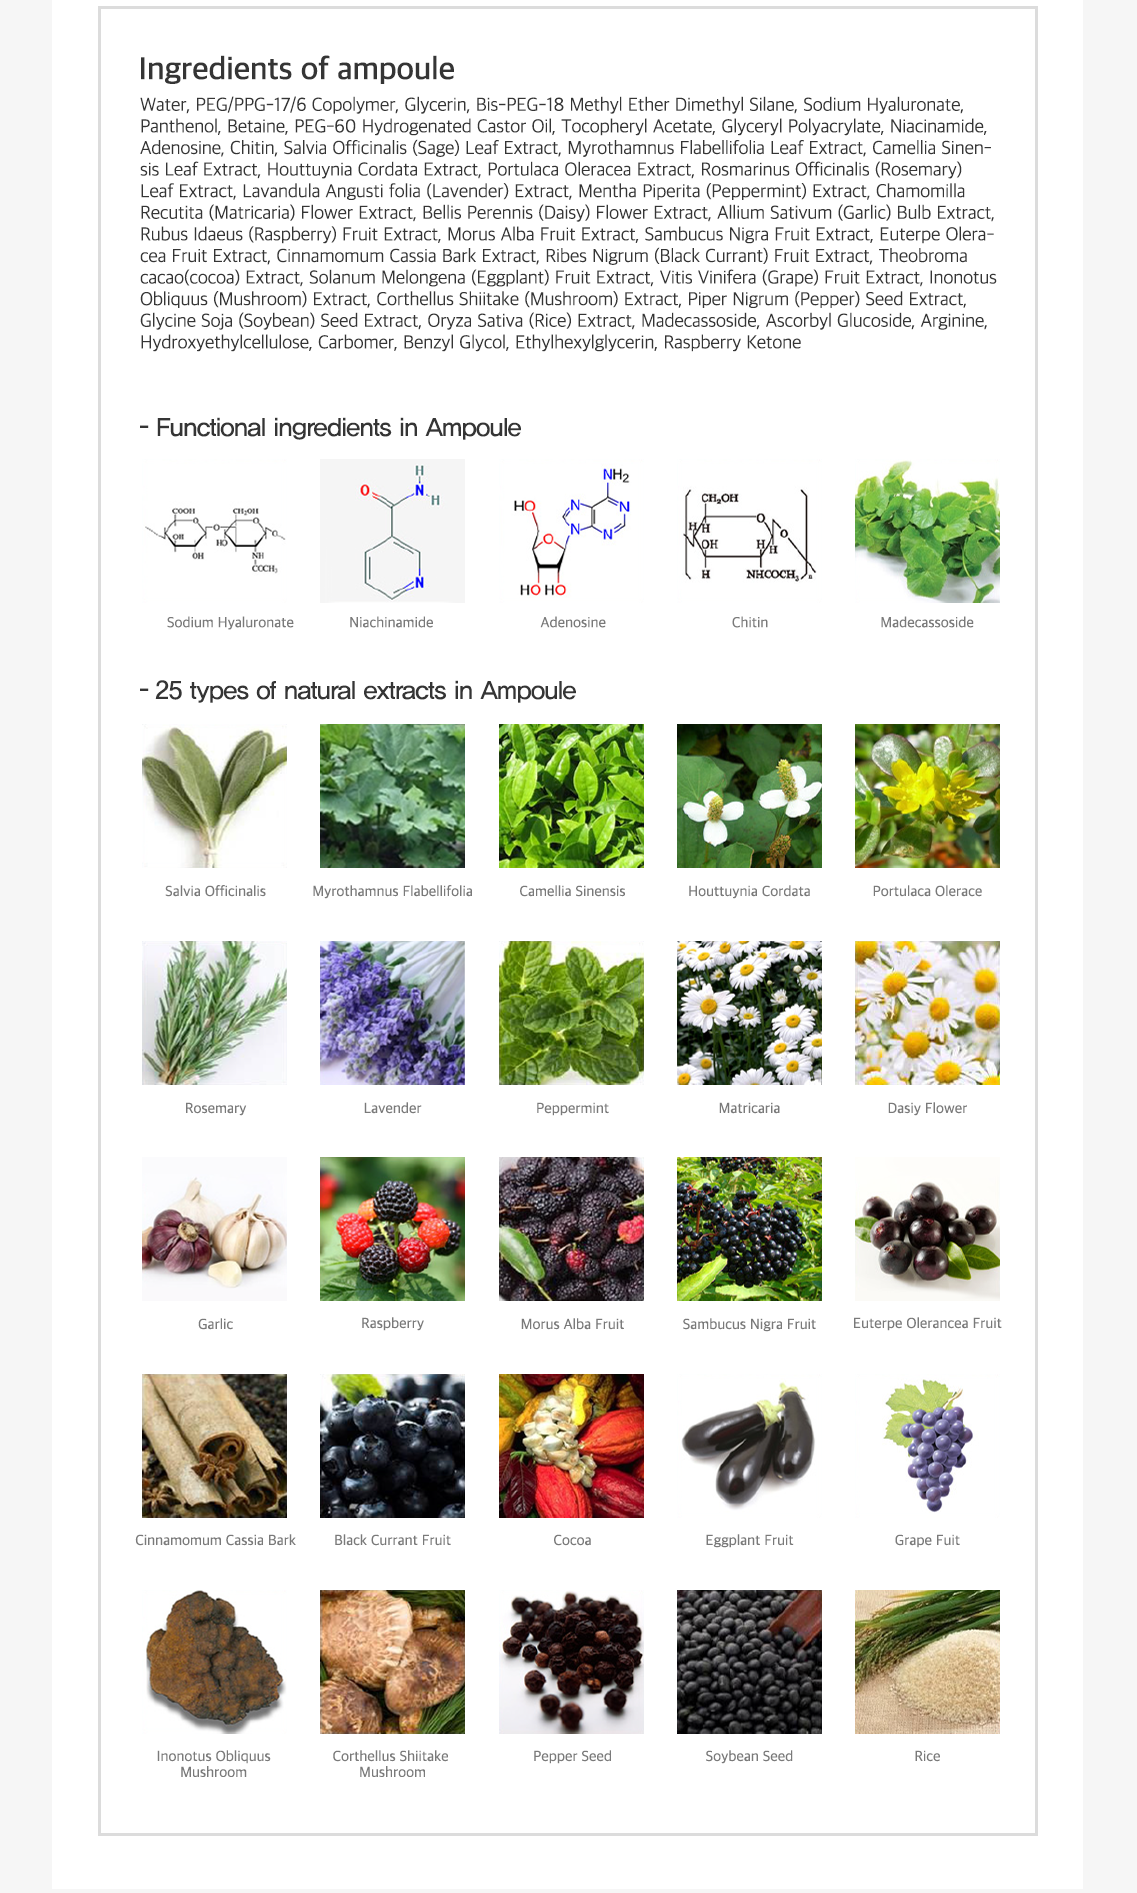 Ingredients of ampoule
Water, PEG/PPG-17/6 Copolymer, Glycerin, Bis-PEG-18 Methyl Ether Dimethyl Silane, Sodium Hyaluronate,
Panthenol, Betaine, PEG-60 Hydrogenated Castor Oil, Tocopheryl Acetate, Glyceryl Polyacrylate, Niacinamide,
Adenosine, Chitin, Salvia Officinalis (Sage) Leaf Extract, Myrothamnus Flabellifolia Leaf Extract, Camellia Sinen-
sis Leaf Extract, Houttuynia Cordata Extract, Portulaca Oleracea Extract, Rosmarinus Officinalis (Rosemary)
Leaf Extract, Lavandula Angusti folia (Lavender) Extract, Mentha Piperita (Peppermint) Extract, Chamomilla
Recutita (Matricaria) Flower Extract, Bellis Perennis (Daisy) Flower Extract, Allium Sativum (Garlic) Bulb Extract,
Rubus Idaeus (Raspberry) Fruit Extract, Morus Alba Fruit Extract, Sambucus Nigra Fruit Extract, Euterpe Olera-
cea Fruit Extract, Cinnamomum Cassia Bark Extract, Ribes Nigrum (Black Currant) Fruit Extract, Theobroma
cacao(cocoa) Extract, Solanum Melongena (Eggplant) Fruit Extract, Vitis Vinifera (Grape) Fruit Extract, Inonotus
Obliquus (Mushroom) Extract, Corthellus Shiitake (Mushroom) Extract, Piper Nigrum (Pepper) Seed Extract,
Glycine Soja (Soybean) Seed Extract, Oryza Sativa (Rice) Extract, Madecassoside, Ascorbyl Glucoside, Arginine,
Hydroxyethylcellulose, Carbomer, Benzyl Glycol, Ethylhexylglycerin, Raspberry Ketone
- Functional ingredients in Ampoule
COOH CH₂OH O O OH OH HO NH COCH₃
O H N H N
NH₂ HO N N N N O HO HO
CH₂OH O O H H OH H H H NHCOCH₃ n
Sodium Hyaluronate Niachinamide Adenosine Chitin Madecassoside
- 25 types of natural extracts in Ampoule
Salvia Officinalis Myrothamnus Flabellifolia Camellia Sinensis Houttuynia Cordata Portulaca Olerace
Rosemary Lavender Peppermint Matricaria Dasiy Flower
Garlic Raspberry Morus Alba Fruit Sambucus Nigra Fruit Euterpe Olerancea Fruit
Cinnamomum Cassia Bark Black Currant Fruit Cocoa Eggplant Fruit Grape Fuit
Inonotus Obliquus
Mushroom
Corthellus Shiitake
Mushroom
Pepper Seed Soybean Seed Rice